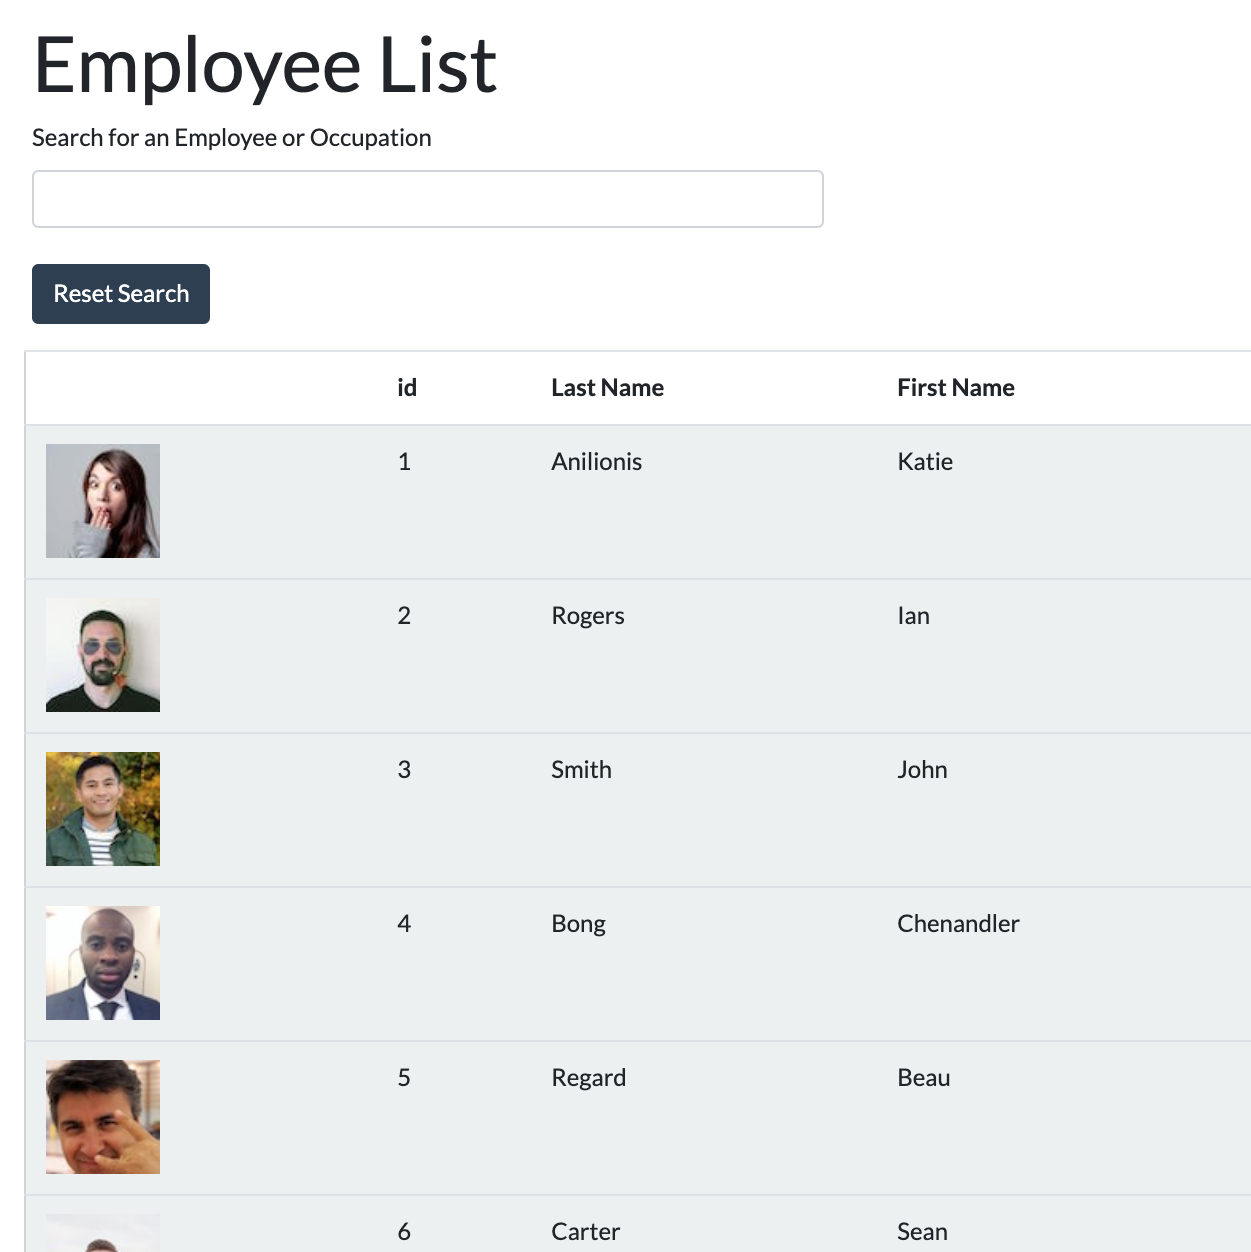 Employee List
Search for an Employee or Occupation
Reset Search
id Last Name First Name
1 Anilionis Katie
2 Rogers Ian
3 Smith John
4 Bong Chenandler
5 Regard Beau
6 Carter Sean